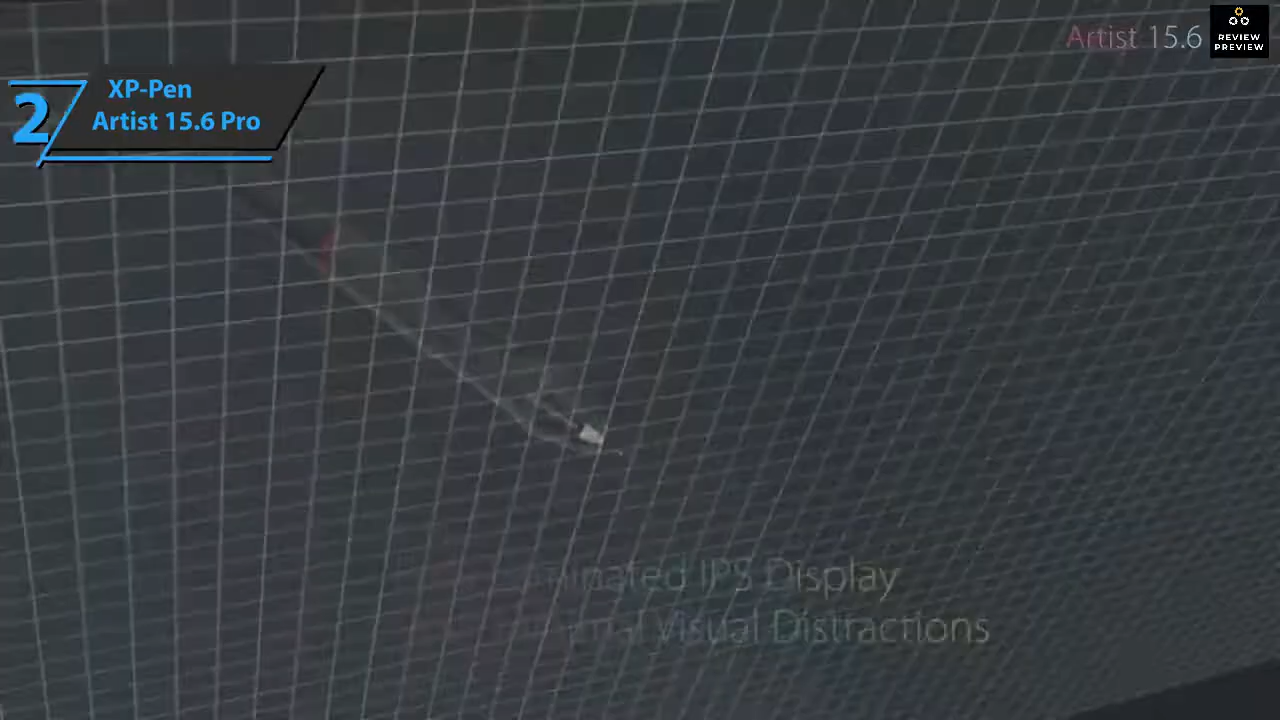 Artist 15.6
REVIEW
PREVIEW
2
XP-Pen
Artist 15.6 Pro
IPS Display
Visual Distractions